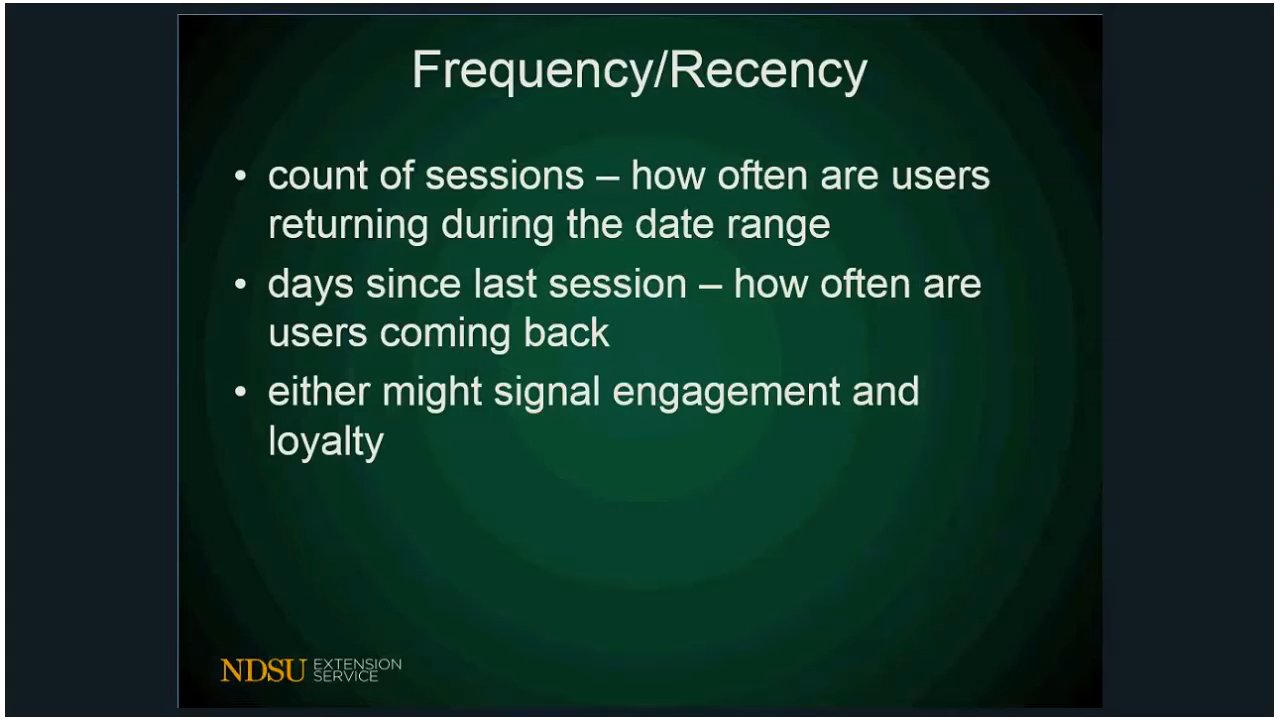 Frequency/Recency
• count of sessions – how often are users
returning during the date range
• days since last session – how often are
users coming back
• either might signal engagement and
loyalty
NDSU EXTENSION
SERVICE